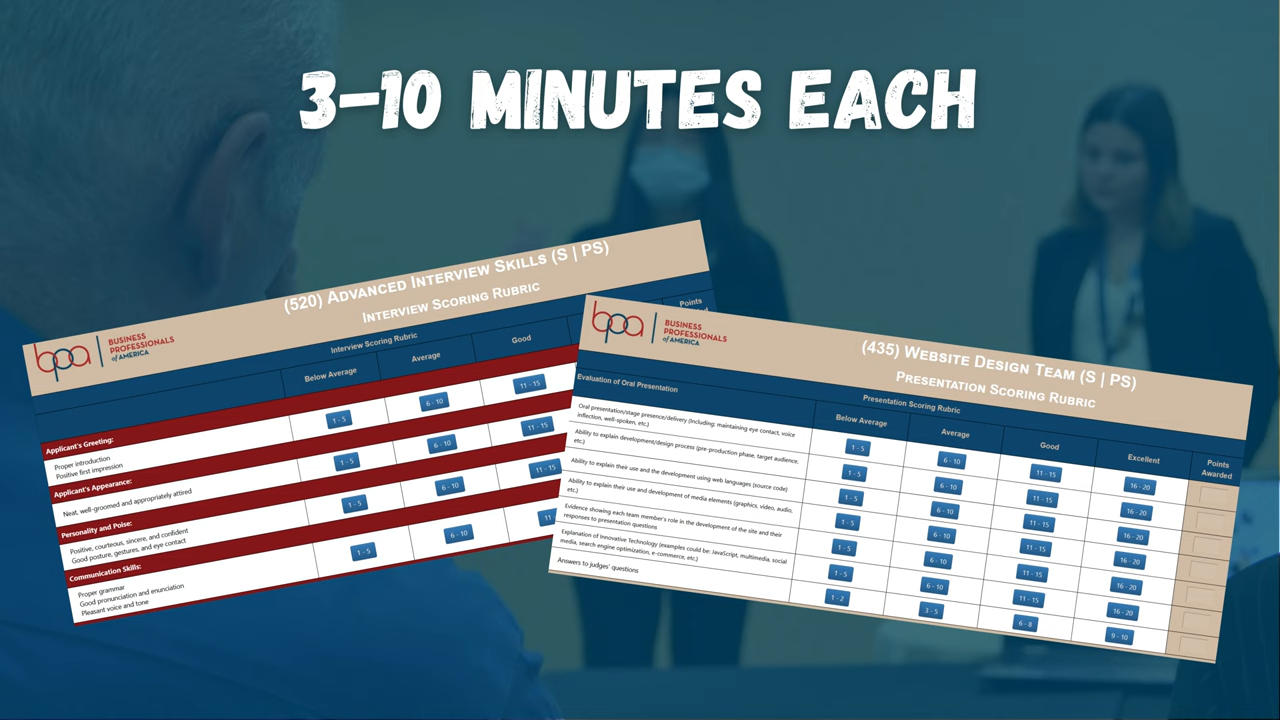 3-10 MINUTES EACH
bpa
BUSINESS
PROFESSIONALS
of AMERICA
(520) ADVANCED INTERVIEW SKILLS (S | PS)
INTERVIEW SCORING RUBRIC
Points
Interview Scoring Rubric
Below Average
Average
Good
Applicant's Greeting:
Proper introduction
Positive first impression
1 - 5
6 - 10
11 - 15
Applicant's Appearance:
Neat, well-groomed and appropriately attired
1 - 5
6 - 10
11 - 15
Personality and Poise:
Positive, courteous, sincere, and confident
Good posture, gestures, and eye contact
1 - 5
6 - 10
11 - 15
Communication Skills:
Proper grammar
Good pronunciation and enunciation
Pleasant voice and tone
1 - 5
6 - 10
11
bpa
BUSINESS
PROFESSIONALS
of AMERICA
(435) WEBSITE DESIGN TEAM (S | PS)
PRESENTATION SCORING RUBRIC
Presentation Scoring Rubric
Evaluation of Oral Presentation
Below Average
Average
Good
Excellent
Points
Awarded
Oral presentation/stage presence/delivery (Including: maintaining eye contact, voice
inflection, well-spoken, etc.)
1 - 5
6 - 10
11 - 15
16 - 20
Ability to explain development/design process (pre-production phase, target audience,
etc.)
1 - 5
6 - 10
11 - 15
16 - 20
Ability to explain their use and the development using web languages (source code)
1 - 5
6 - 10
11 - 15
16 - 20
Ability to explain their use and development of media elements (graphics, video, audio,
etc.)
1 - 5
6 - 10
11 - 15
16 - 20
Evidence showing each team member's role in the development of the site and their
responses to presentation questions
1 - 5
6 - 10
11 - 15
16 - 20
Explanation of Innovative Technology (examples could be: JavaScript, multimedia, social
media, search engine optimization, e-commerce, etc.)
1 - 5
6 - 10
11 - 15
16 - 20
Answers to judges' questions
1 - 2
3 - 5
6 - 8
9 - 10